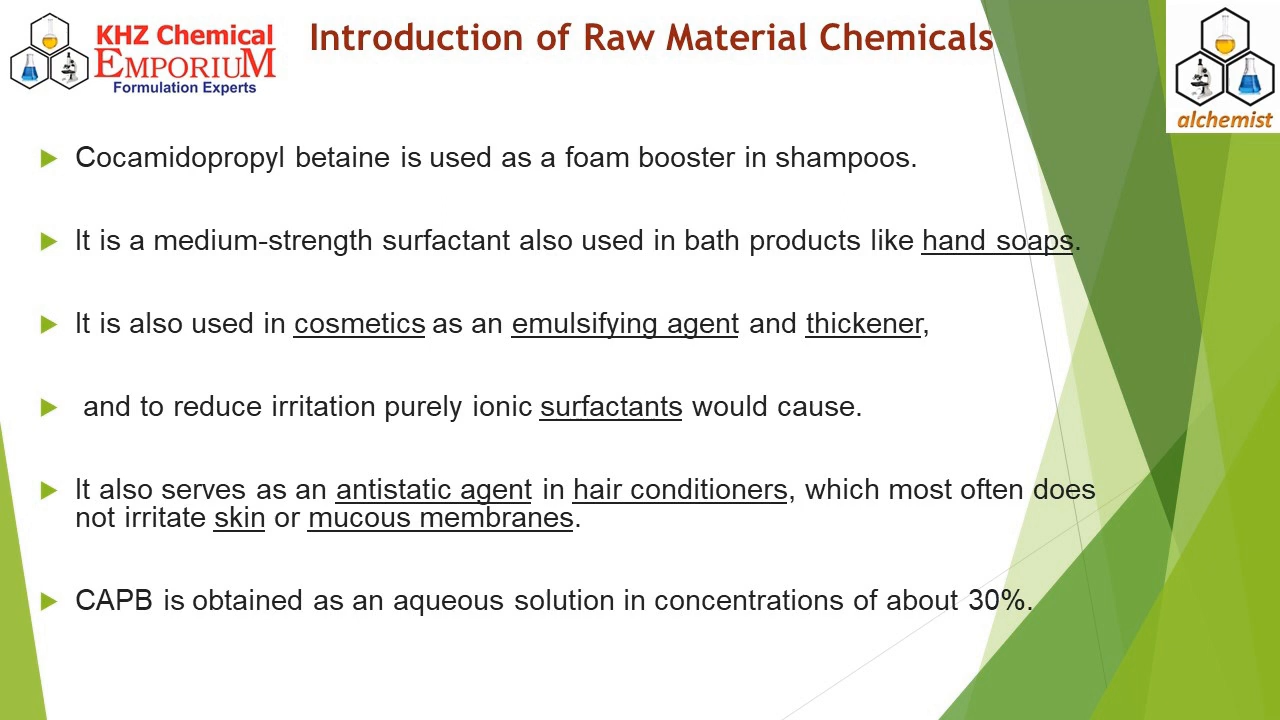 KHZ Chemical
EMPORIUM
Formulation Experts
Introduction of Raw Material Chemicals
alchemist
Cocamidopropyl betaine is used as a foam booster in shampoos.
It is a medium-strength surfactant also used in bath products like hand soaps.
It is also used in cosmetics as an emulsifying agent and thickener,
and to reduce irritation purely ionic surfactants would cause.
It also serves as an antistatic agent in hair conditioners, which most often does
not irritate skin or mucous membranes.
CAPB is obtained as an aqueous solution in concentrations of about 30%.